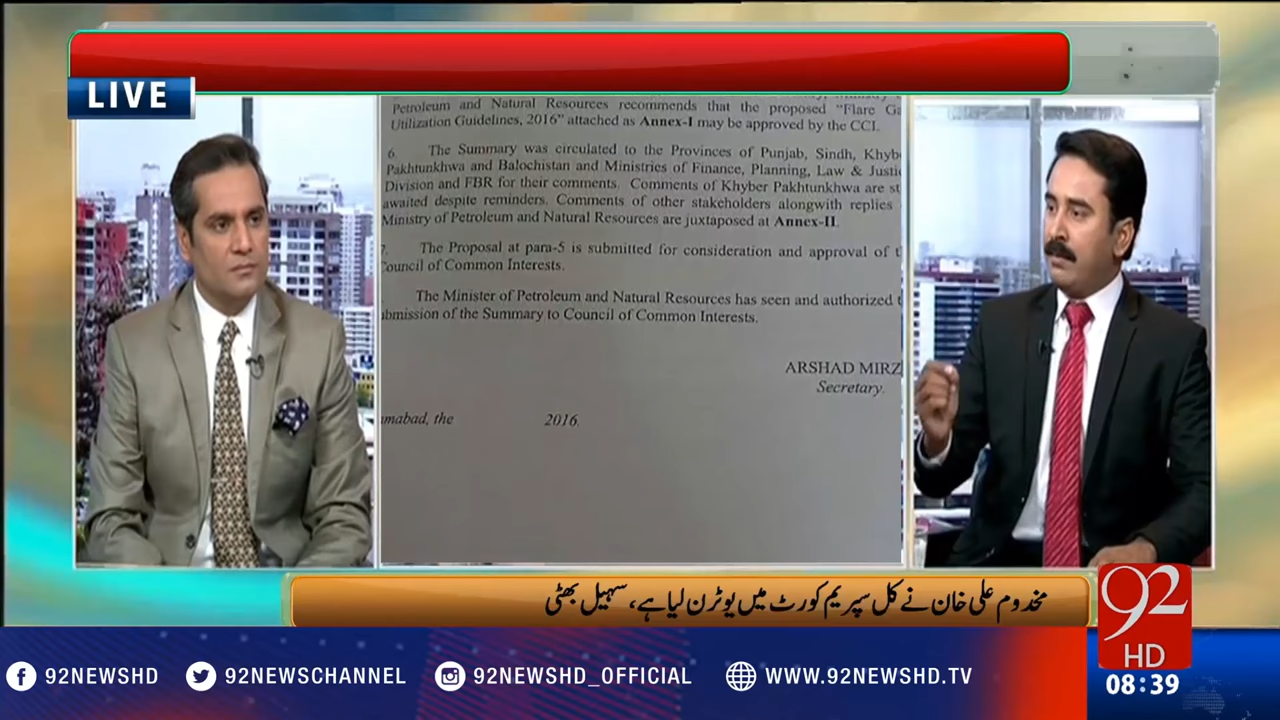 LIVE
Petroleum and Natural Resources recommends that the proposed "Flare
Utilization Guidelines, 2016" attached as Annex-I may be approved by the CCI.
6. The Summary was circulated to the Provinces of Punjab, Sindh,
Pakhtunkhwa and Balochistan and Ministries of Finance, Planning, Law &
Division and FBR for their comments. Comments of Khyber Pakhtunkhwa are
awaited despite reminders. Comments of other stakeholders alongwith replies
Ministry of Petroleum and Natural Resources are juxtaposed at Annex-II.
7. The Proposal at para-5 is submitted for consideration and approval of
Council of Common Interests.
The Minister of Petroleum and Natural Resources has seen and authorized
ubmission of the Summary to Council of Common Interests.
ARSHAD MIRZ
Secretary.
amabad, the 2016.
مخدوم علی خان نے کل سپریم کورٹ میں یوٹرن لیا ہے، سہیل بھٹی
92
HD
08:39
92NEWSHD 92NEWSCHANNEL 92NEWSHD_OFFICIAL WWW.92NEWSHD.TV